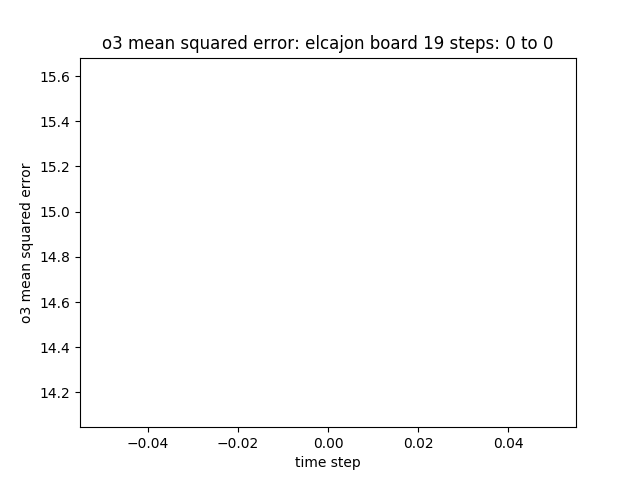 o3 mean squared error: elcajon board 19 steps: 0 to 0
15.6
15.4
15.2
15.0
14.8
14.6
14.4
14.2
o3 mean squared error
−0.04 −0.02 0.00 0.02 0.04
time step